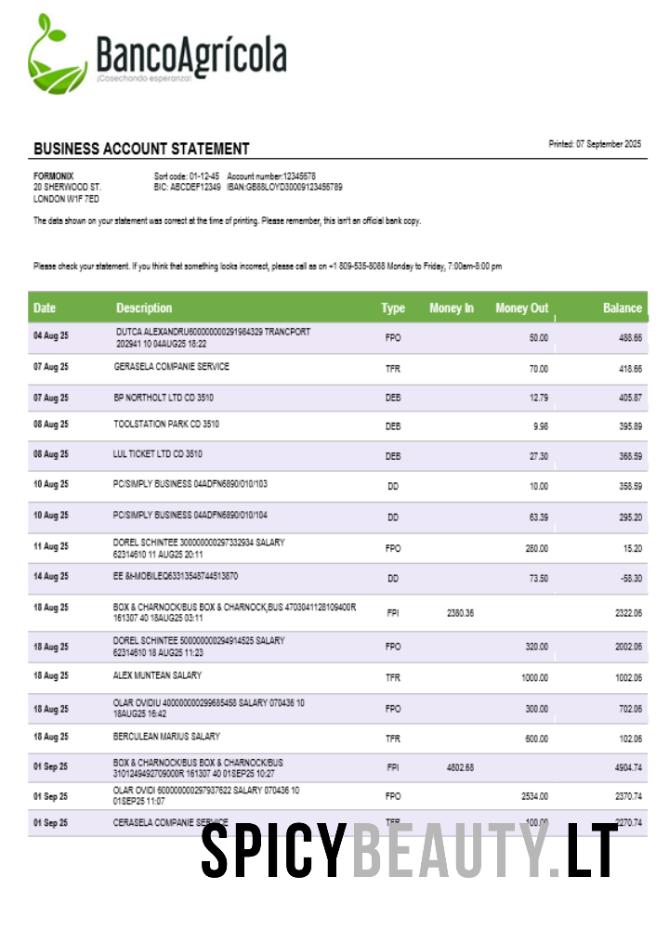 BancoAgrícola
¡Cosechando esperanza!
BUSINESS ACCOUNT STATEMENT
Printed: 07 September 2025
FORMONIX Sort code: 01-12-45 Account number:12345678
20 SHERWOOD ST. BIC: ABCDEF12349 IBAN:GB88LOYD30009123456789
LONDON W1F 7ED
The data shown on your statement was correct at the time of printing. Please remember, this isn't an official bank copy.
Please check your statement. If you think that something looks incorrect, please call as on +1 809-535-8088 Monday to Friday, 7:00am-8:00 pm
Date Description Type Money In Money Out Balance
04 Aug 25 DUTCA ALEXANDRU600000000291984329 TRANCPORT FPO 50.00 488.66
202941 10 04AUG25 18:22
07 Aug 25 GERASELA COMPANIE SERVICE TFR 70.00 418.66
07 Aug 25 BP NORTHOLT LTD CD 3510 DEB 12.79 405.87
08 Aug 25 TOOLSTATION PARK CD 3510 DEB 9.98 395.89
08 Aug 25 LUL TICKET LTD CD 3510 DEB 27.30 368.59
10 Aug 25 PC/SIMPLY BUSINESS 04ADFN6890/010/103 DD 10.00 358.59
10 Aug 25 PC/SIMPLY BUSINESS 04ADFN6890/010/104 DD 63.39 295.20
11 Aug 25 DOREL SCHINTEE 300000000297332934 SALARY FPO 280.00 15.20
62314610 11 AUG25 20:11
14 Aug 25 EE &t-MOBILEQ63313548744513870 DD 73.50 -58.30
18 Aug 25 BOX & CHARNOCK/BUS BOX & CHARNOCK,BUS 4703041128109400R FPI 2380.36 2322.06
161307 40 18AUG25 03:11
18 Aug 25 DOREL SCHINTEE 500000000294914525 SALARY FPO 320.00 2002.06
62314610 18 AUG25 11:23
18 Aug 25 ALEX MUNTEAN SALARY TFR 1000.00 1002.06
18 Aug 25 OLAR OVIDIU 400000000299685458 SALARY 070436 10 FPO 300.00 702.06
18AUG25 16:42
18 Aug 25 BERCULEAN MARIUS SALARY TFR 600.00 102.06
01 Sep 25 BOX & CHARNOCK/BUS BOX & CHARNOCK/BUS FPI 4802.68 4904.74
3101249492709000R 161307 40 01SEP25 10:27
01 Sep 25 OLAR OVIDI 600000000297937622 SALARY 070436 10 FPO 2534.00 2370.74
01SEP25 11:07
01 Sep 25 CERASELA COMPANIE SERVICE TFR 100.00 2270.74
SPICYBEAUTY.LT